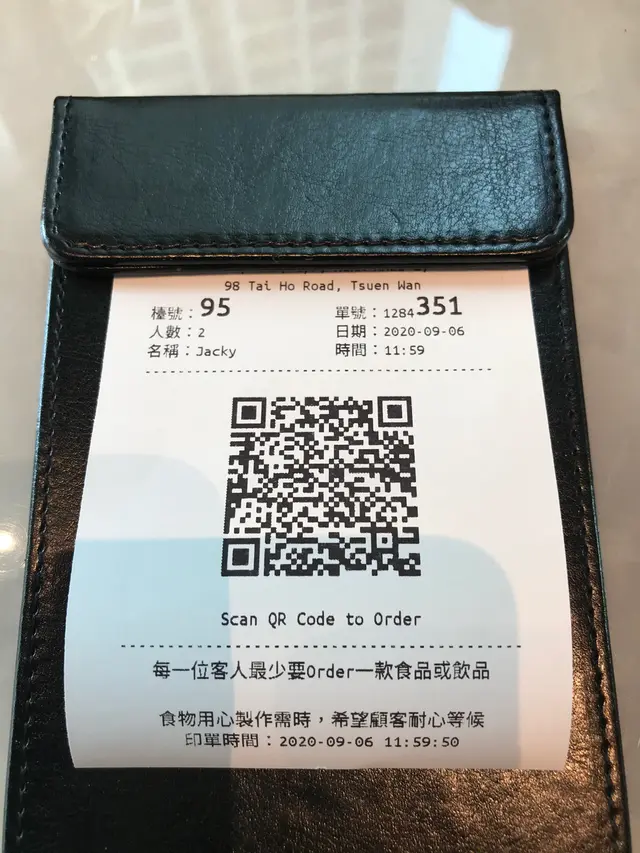 98 Tai Ho Road, Tsuen Wan
檯號：95 單號：1284351
人數：2 日期：2020-09-06
名稱：Jacky 時間：11:59
Scan QR Code to Order
每一位客人最少要Order一款食品或飲品
食物用心製作需時，希望顧客耐心等候
印單時間：2020-09-06 11:59:50